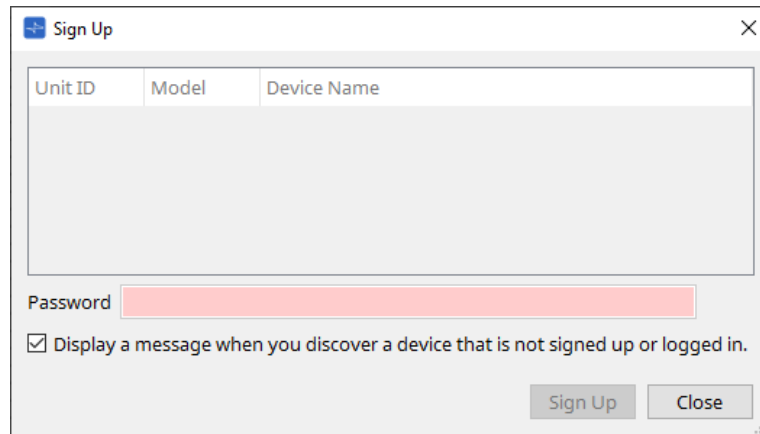 Sign Up
Unit ID Model Device Name
Password
Display a message when you discover a device that is not signed up or logged in.
Sign Up Close